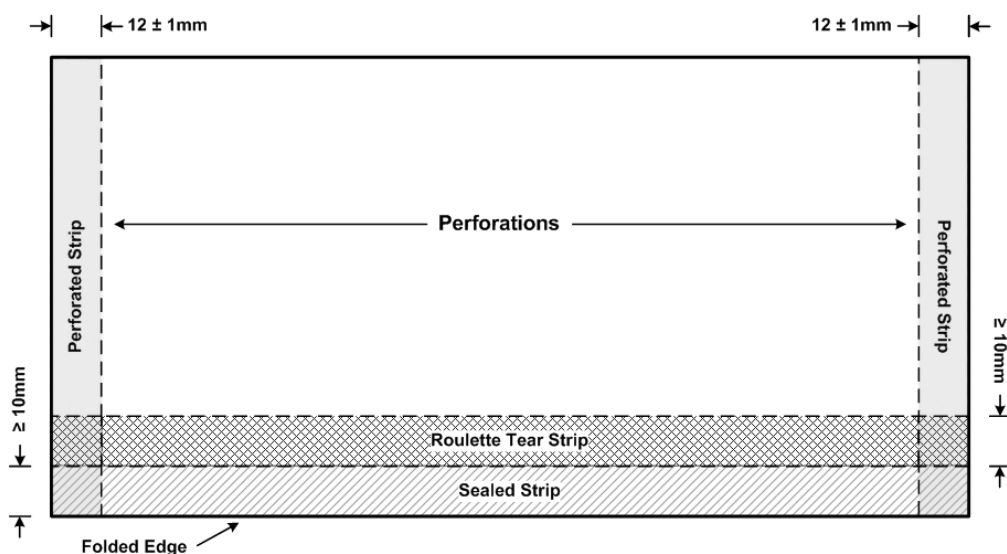 12 ± 1mm
12 ± 1mm
Perforations
Perforated Strip
Perforated Strip
≥ 10mm
≥ 10mm
Roulette Tear Strip
Sealed Strip
Folded Edge